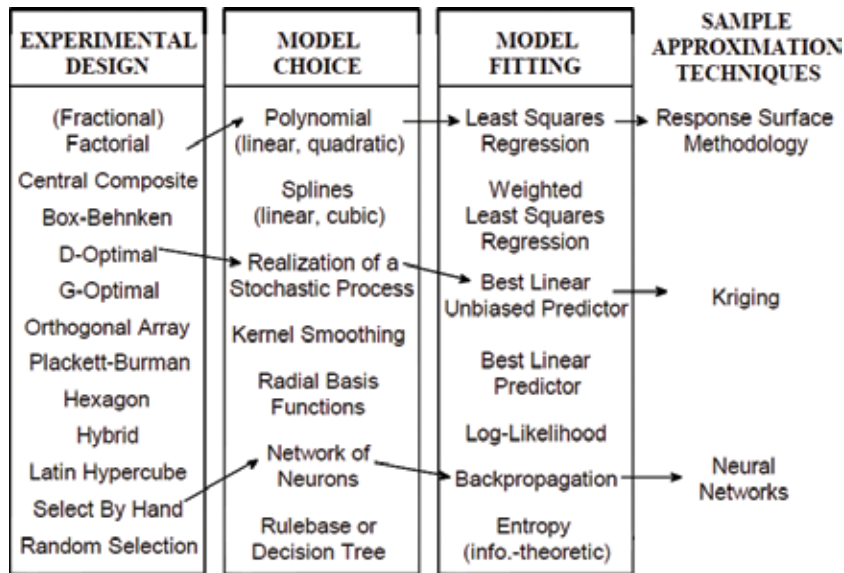 EXPERIMENTAL
DESIGN
(Fractional)
Factorial
Central Composite
Box-Behnken
D-Optimal
G-Optimal
Orthogonal Array
Plackett-Burman
Hexagon
Hybrid
Latin Hypercube
Select By Hand
Random Selection
MODEL
CHOICE
Polynomial
(linear, quadratic)
Splines
(linear, cubic)
Realization of a
Stochastic Process
Kernel Smoothing
Radial Basis
Functions
Network of
Neurons
Rulebase or
Decision Tree
MODEL
FITTING
Least Squares
Regression
Weighted
Least Squares
Regression
Best Linear
Unbiased Predictor
Best Linear
Predictor
Log-Likelihood
Backpropagation
Entropy
(info.-theoretic)
SAMPLE
APPROXIMATION
TECHNIQUES
Response Surface
Methodology
Kriging
Neural
Networks